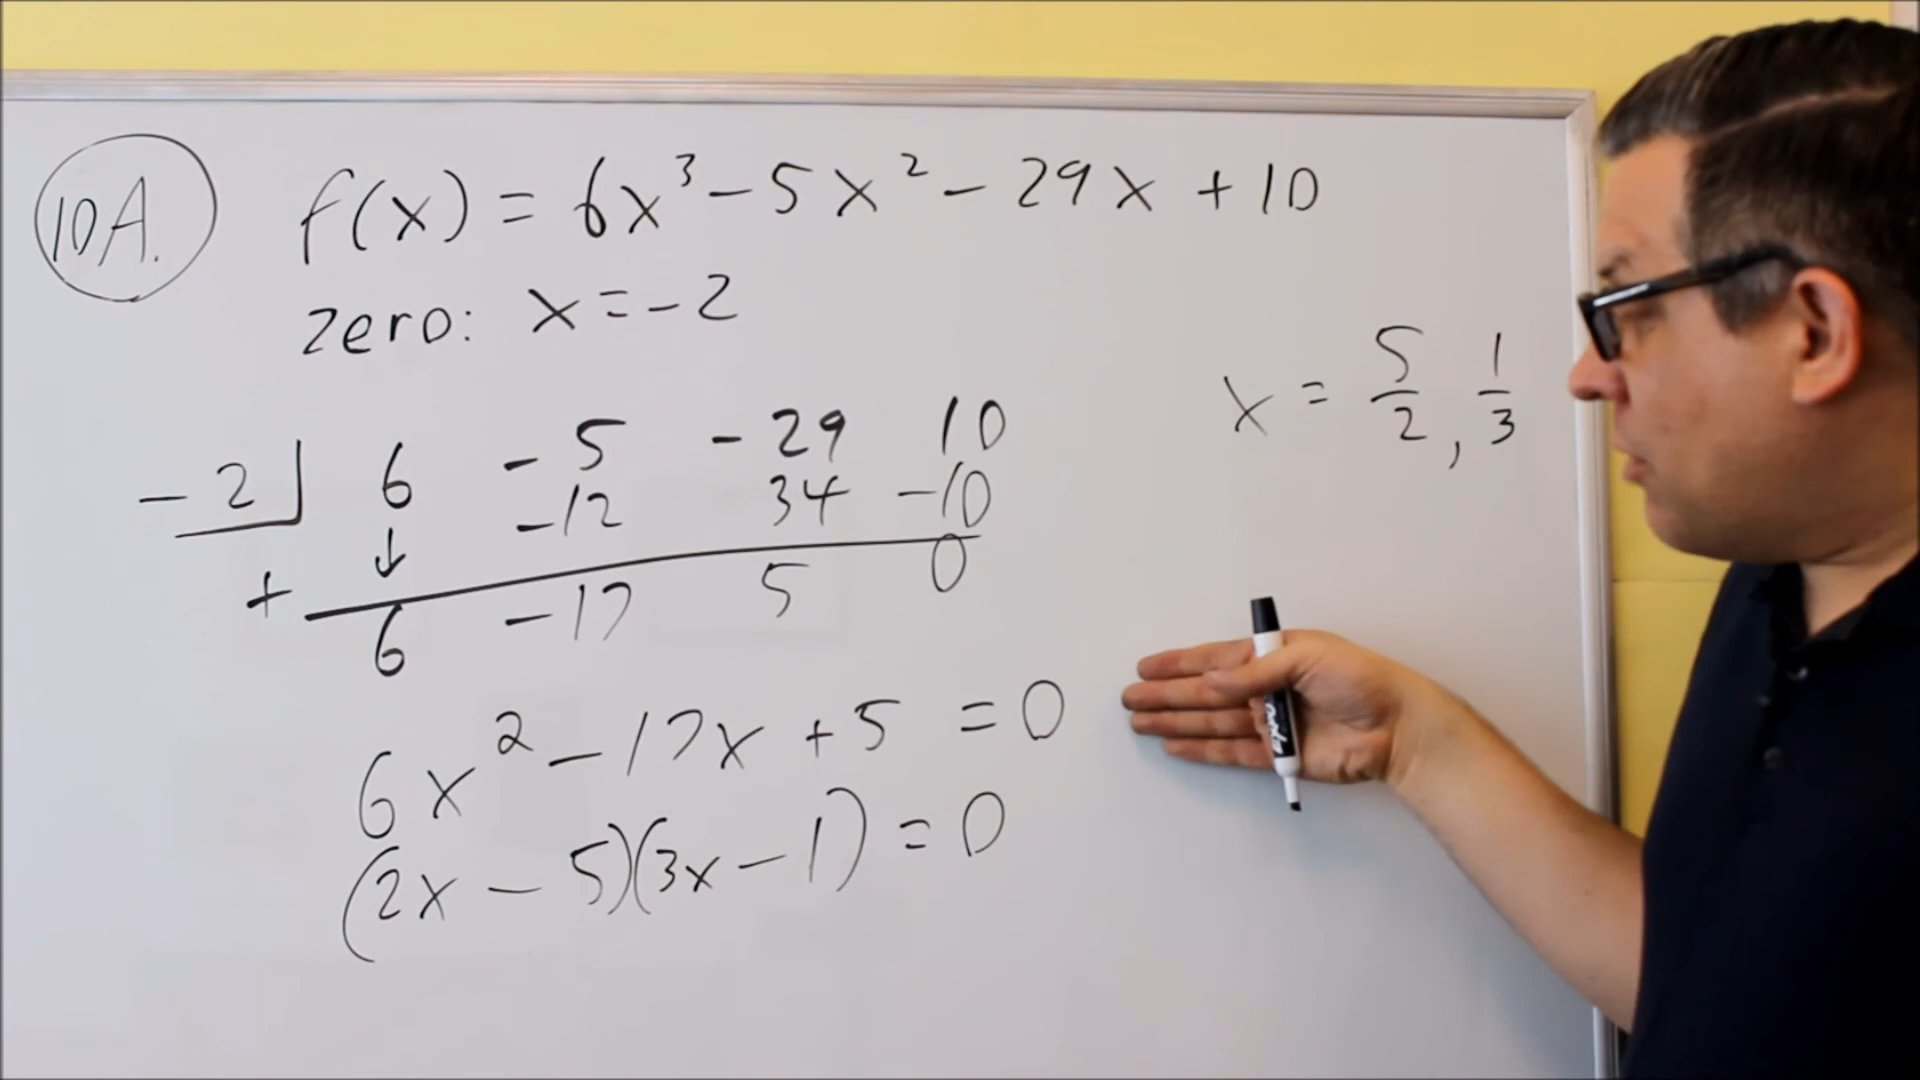 10A. f(x) = 6x³ - 5x² - 29x + 10
zero: x = -2
x = 5/2, 1/3
-2 6 -5 -29 10
-12 34 -10
+ 6 -17 5 0
6x² - 17x + 5 = 0
(2x - 5)(3x - 1) = 0